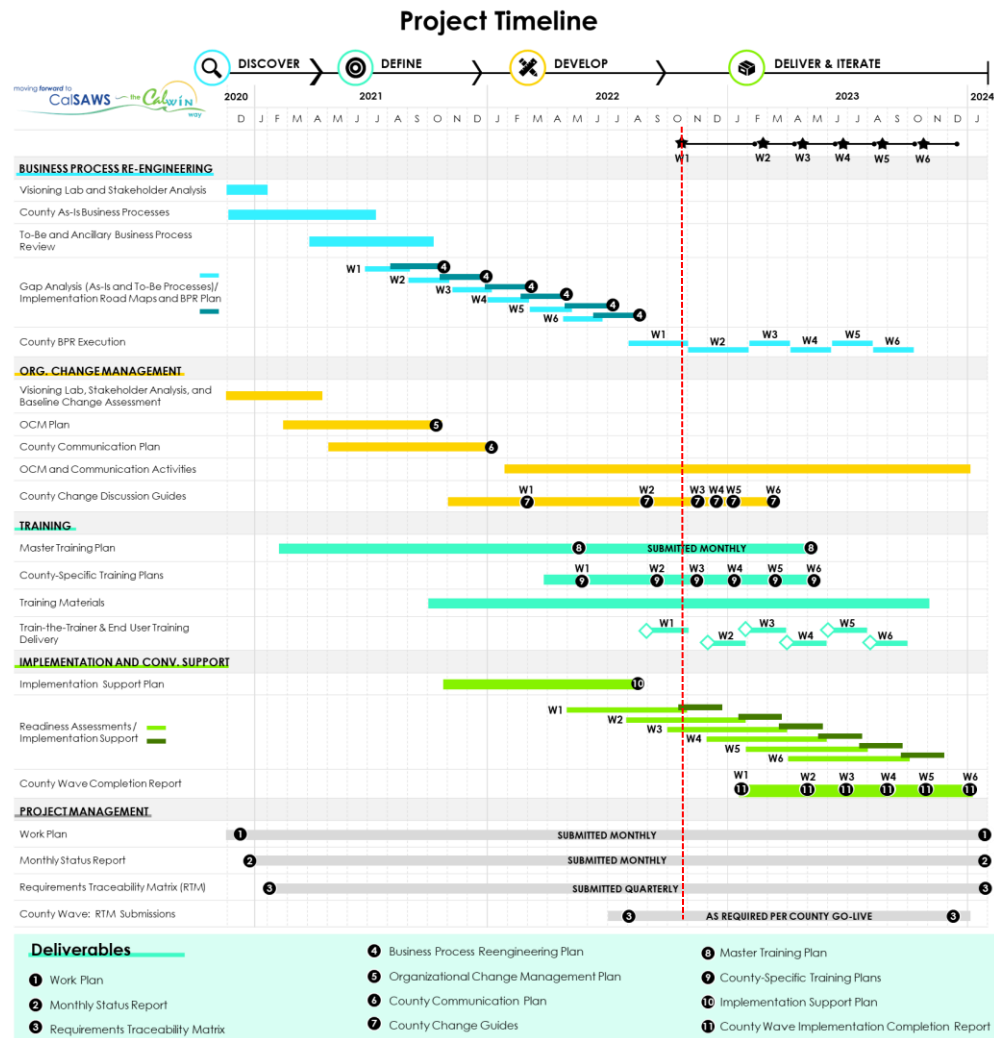 Project Timeline
DISCOVER
DEFINE
DEVELOP
DELIVER & ITERATE
moving forward to
CalSAWS — the CalWIN
way
2020 2021 2022 2023 2024
D J F M A M J J A S O N D J F M A M J J A S O N D J F M A M J J A S O N D J
W1 W2 W3 W4 W5 W6
BUSINESS PROCESS RE-ENGINEERING
Visioning Lab and Stakeholder Analysis
County As-Is Business Processes
To-Be and Ancillary Business Process
Review
Gap Analysis (As-Is and To-Be Processes)/
Implementation Road Maps and BPR Plan
W1 4
W2 4
W3 4
W4 4
W5 4
W6 4
County BPR Execution
W1 W2 W3 W4 W5 W6
ORG. CHANGE MANAGEMENT
Visioning Lab, Stakeholder Analysis, and
Baseline Change Assessment
OCM Plan 5
County Communication Plan 6
OCM and Communication Activities
County Change Discussion Guides
W1 W2 W3 W4 W5 W6
7 7 7 7 7 7
TRAINING
Master Training Plan 8 SUBMITTED MONTHLY 8
County-Specific Training Plans
W1 W2 W3 W4 W5 W6
9 9 9 9 9 9
Training Materials
Train-the-Trainer & End User Training
Delivery
W1 W2 W3 W4 W5 W6
IMPLEMENTATION AND CONV. SUPPORT
Implementation Support Plan 10
Readiness Assessments/
Implementation Support
W1
W2
W3
W4
W5
W6
County Wave Completion Report
W1 W2 W3 W4 W5 W6
11 11 11 11 11 11
PROJECT MANAGEMENT
Work Plan 1 SUBMITTED MONTHLY 1
Monthly Status Report 2 SUBMITTED MONTHLY 2
Requirements Traceability Matrix (RTM) 3 SUBMITTED QUARTERLY 3
County Wave: RTM Submissions 3 AS REQUIRED PER COUNTY GO-LIVE 3
Deliverables
1 Work Plan
2 Monthly Status Report
3 Requirements Traceability Matrix
4 Business Process Reengineering Plan
5 Organizational Change Management Plan
6 County Communication Plan
7 County Change Guides
8 Master Training Plan
9 County-Specific Training Plans
10 Implementation Support Plan
11 County Wave Implementation Completion Report